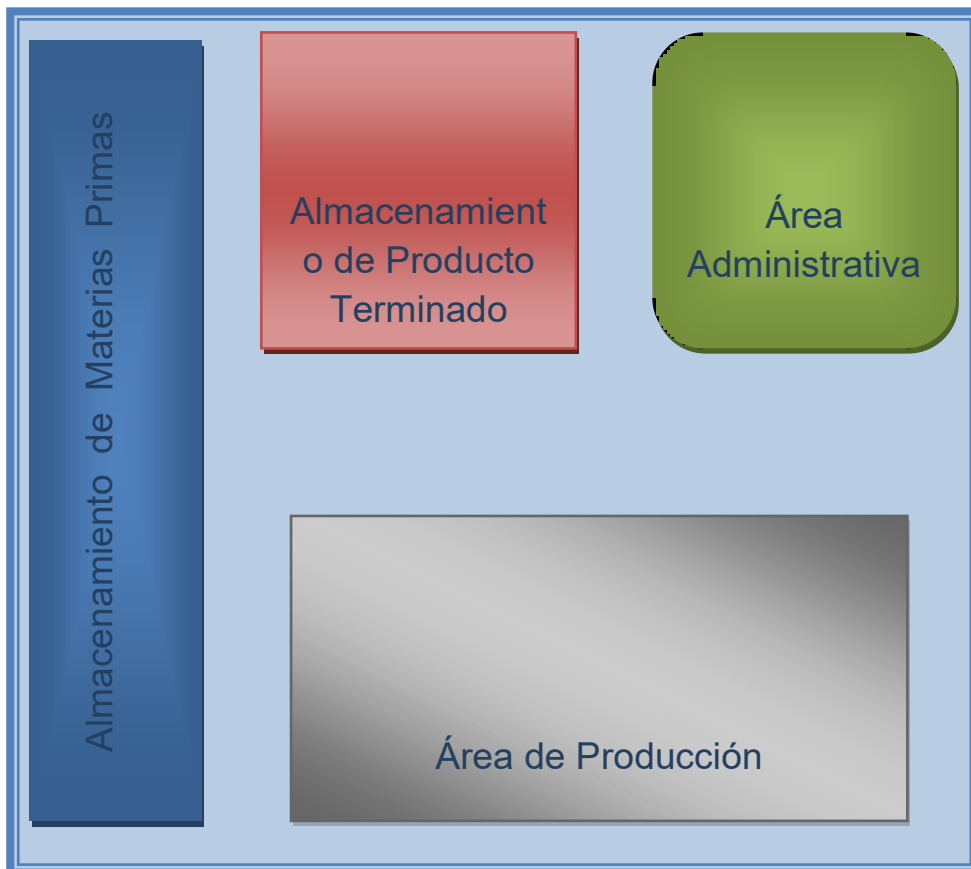 Almacenamiento de Materias Primas
Almacenamient
o de Producto
Terminado
Área
Administrativa
Área de Producción